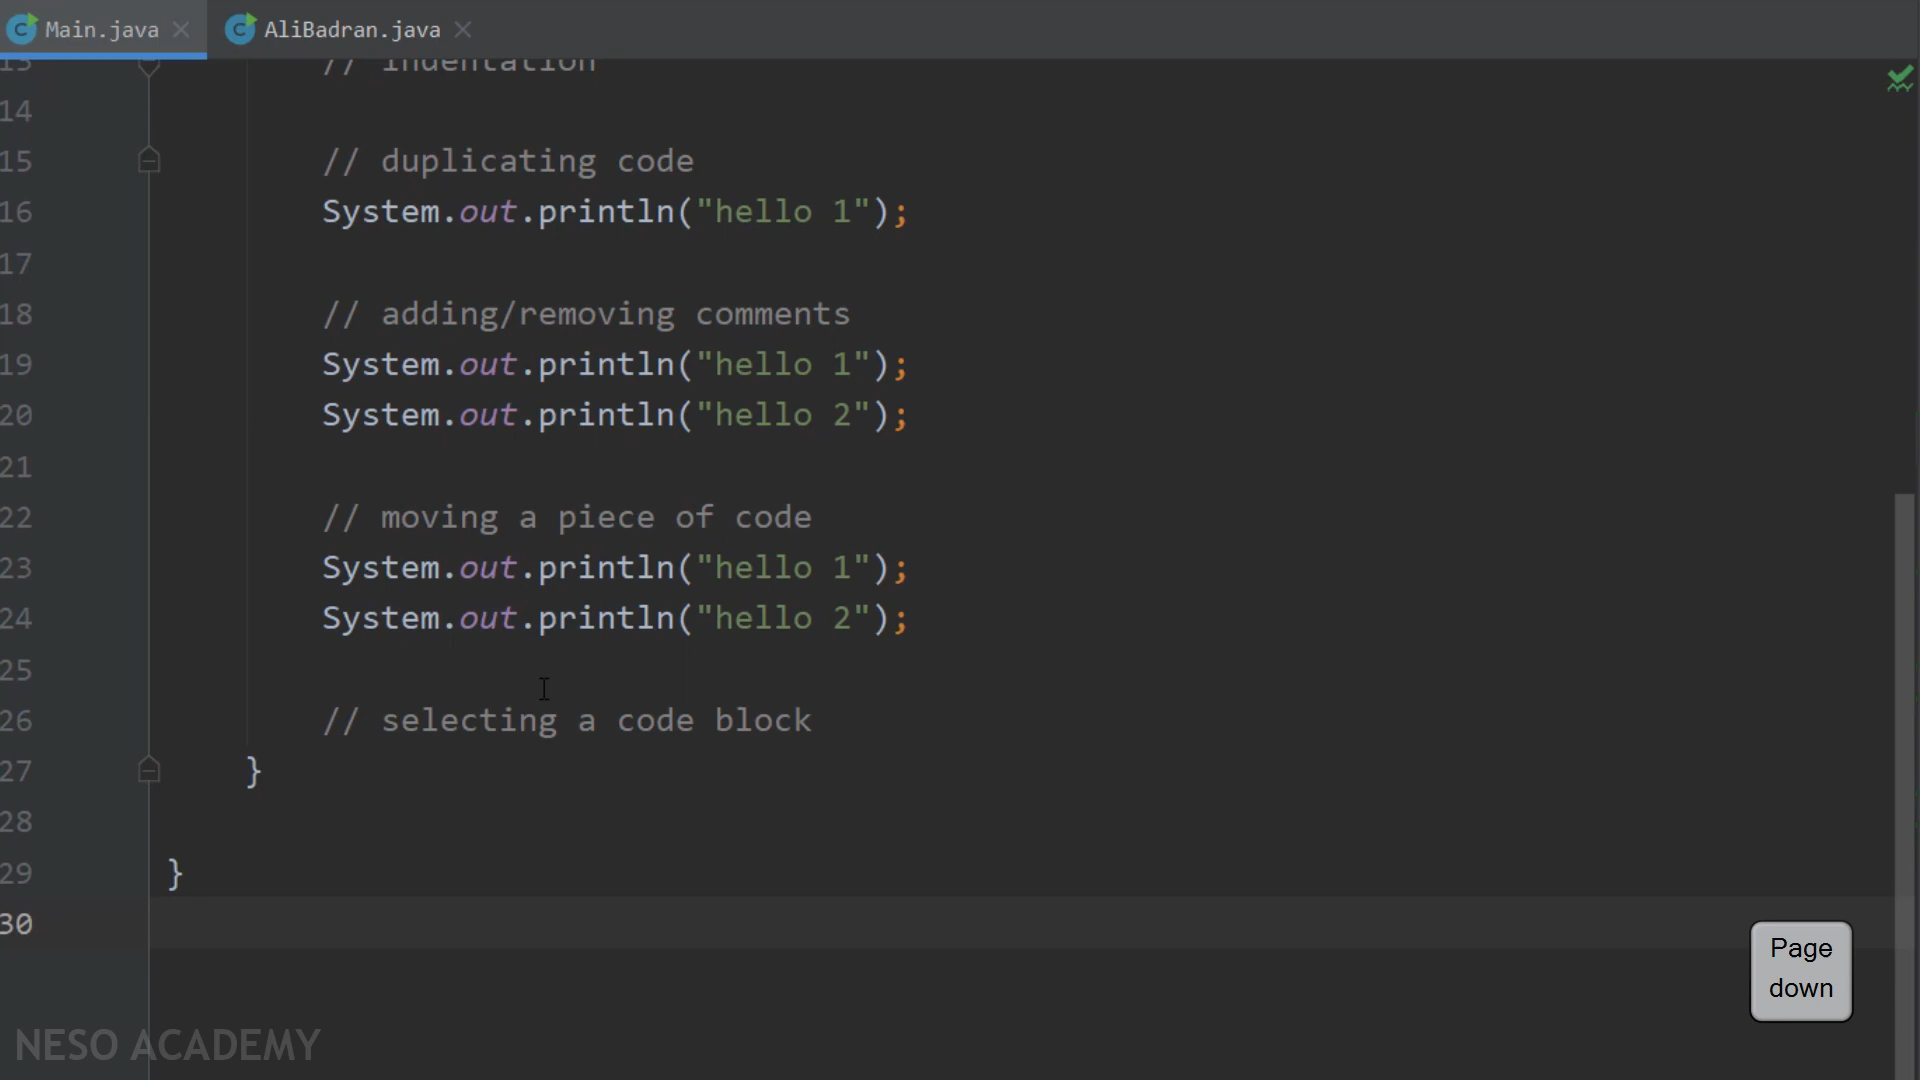 Main.java
AliBadran.java
13 // indentation
14
15 // duplicating code
16 System.out.println("hello 1");
17
18 // adding/removing comments
19 System.out.println("hello 1");
20 System.out.println("hello 2");
21
22 // moving a piece of code
23 System.out.println("hello 1");
24 System.out.println("hello 2");
25
26 // selecting a code block
27 }
28
29 }
30
Page
down
NESO ACADEMY